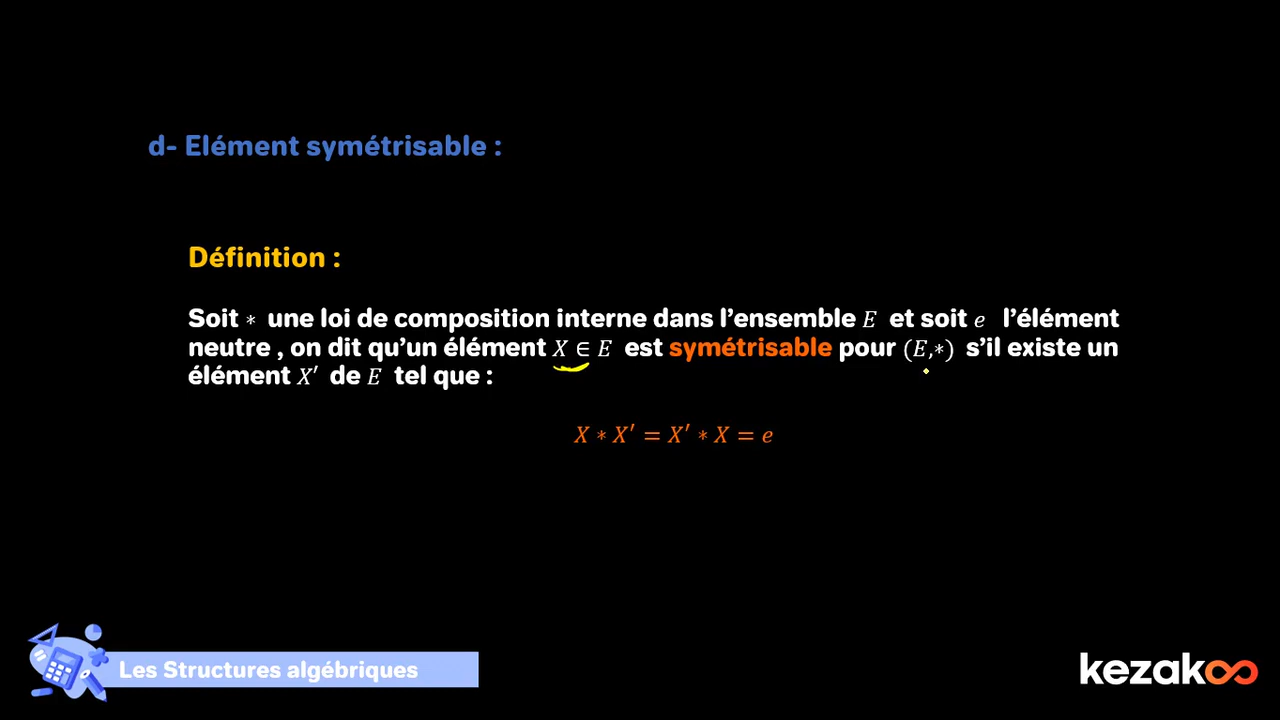 d- Elément symétrisable :
Définition :
Soit * une loi de composition interne dans l’ensemble E et soit e l’élément
neutre , on dit qu’un élément X ∈ E est symétrisable pour (E,*) s’il existe un
élément X′ de E tel que :
X * X′ = X′ * X = e
Les Structures algébriques
kezakoo